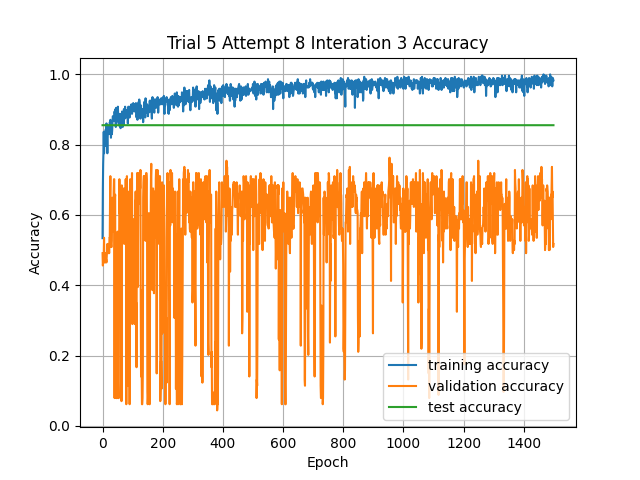 Trial 5 Attempt 8 Interation 3 Accuracy
1.0
0.8
0.6
0.4
0.2
0.0
Accuracy
0 200 400 600 800 1000 1200 1400
Epoch
training accuracy
validation accuracy
test accuracy